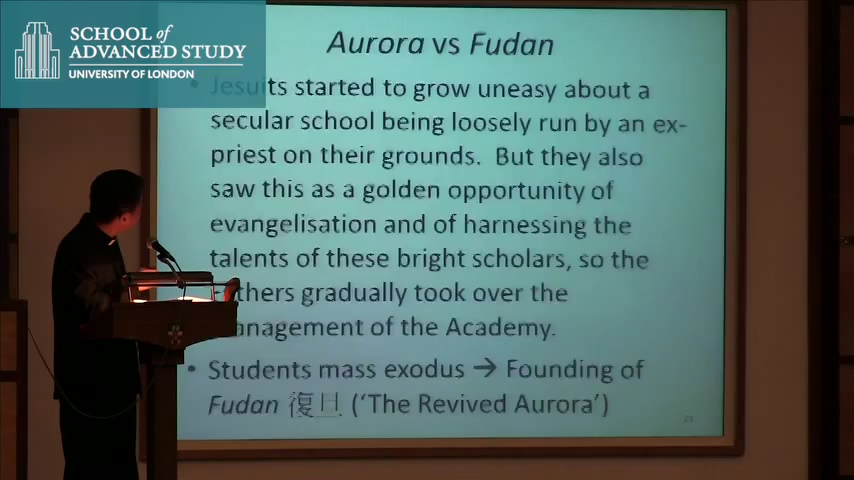 SCHOOL of
ADVANCED STUDY
UNIVERSITY OF LONDON
Aurora vs Fudan
• Jesuits started to grow uneasy about a
secular school being loosely run by an ex-
priest on their grounds. But they also
saw this as a golden opportunity of
evangelisation and of harnessing the
talents of these bright scholars, so the
gradually took over the
of the Academy.
• Students mass exodus → Founding of
Fudan 復旦 ('The Revived Aurora')